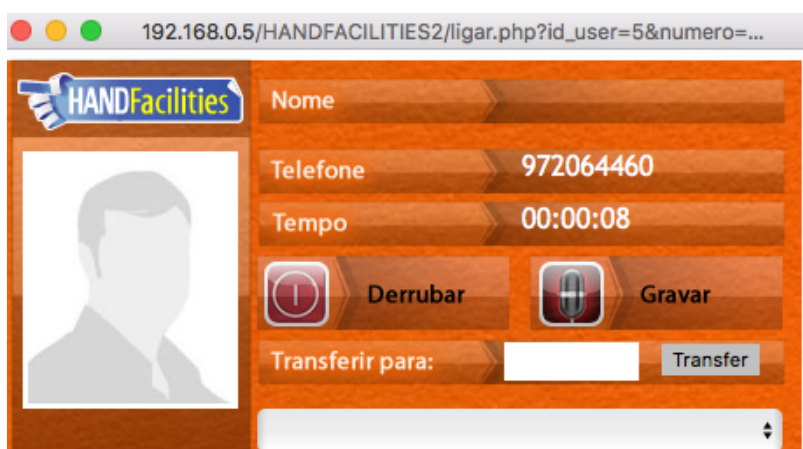 192.168.0.5/HANDFACILITIES2/ligar.php?id_user=5&numero=...
HANDFacilities
Nome
Telefone 972064460
Tempo 00:00:08
Derrubar Gravar
Transferir para: Transfer